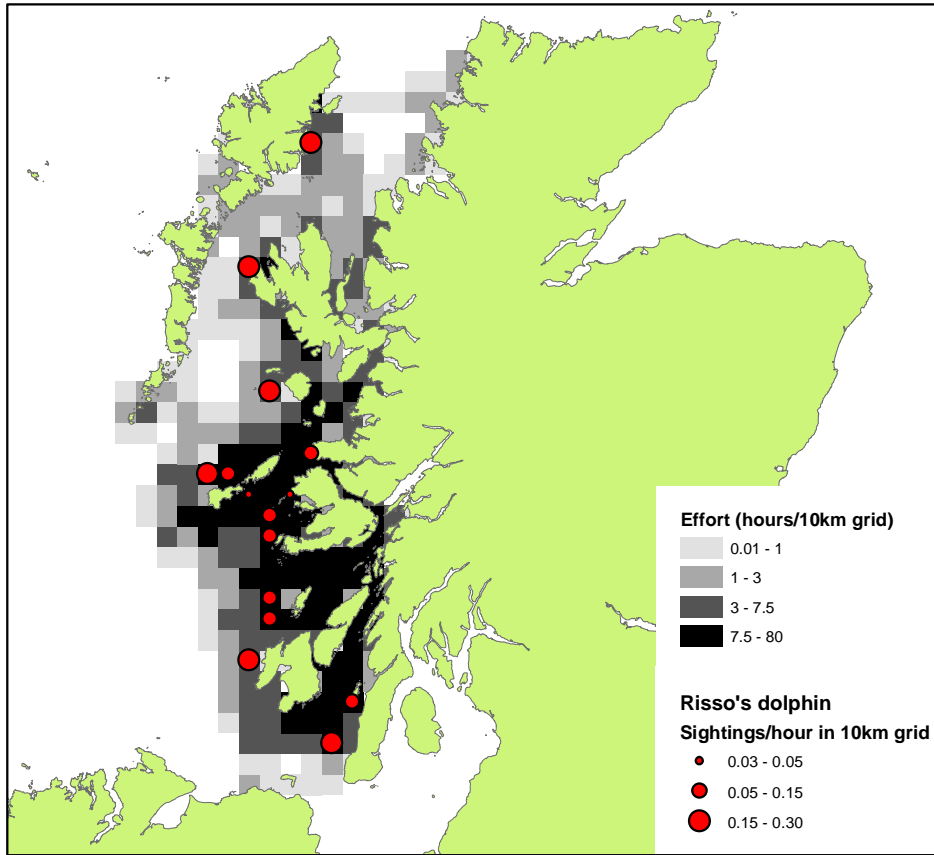 Effort (hours/10km grid)
0.01 - 1
1 - 3
3 - 7.5
7.5 - 80
Risso's dolphin
Sightings/hour in 10km grid
0.03 - 0.05
0.05 - 0.15
0.15 - 0.30